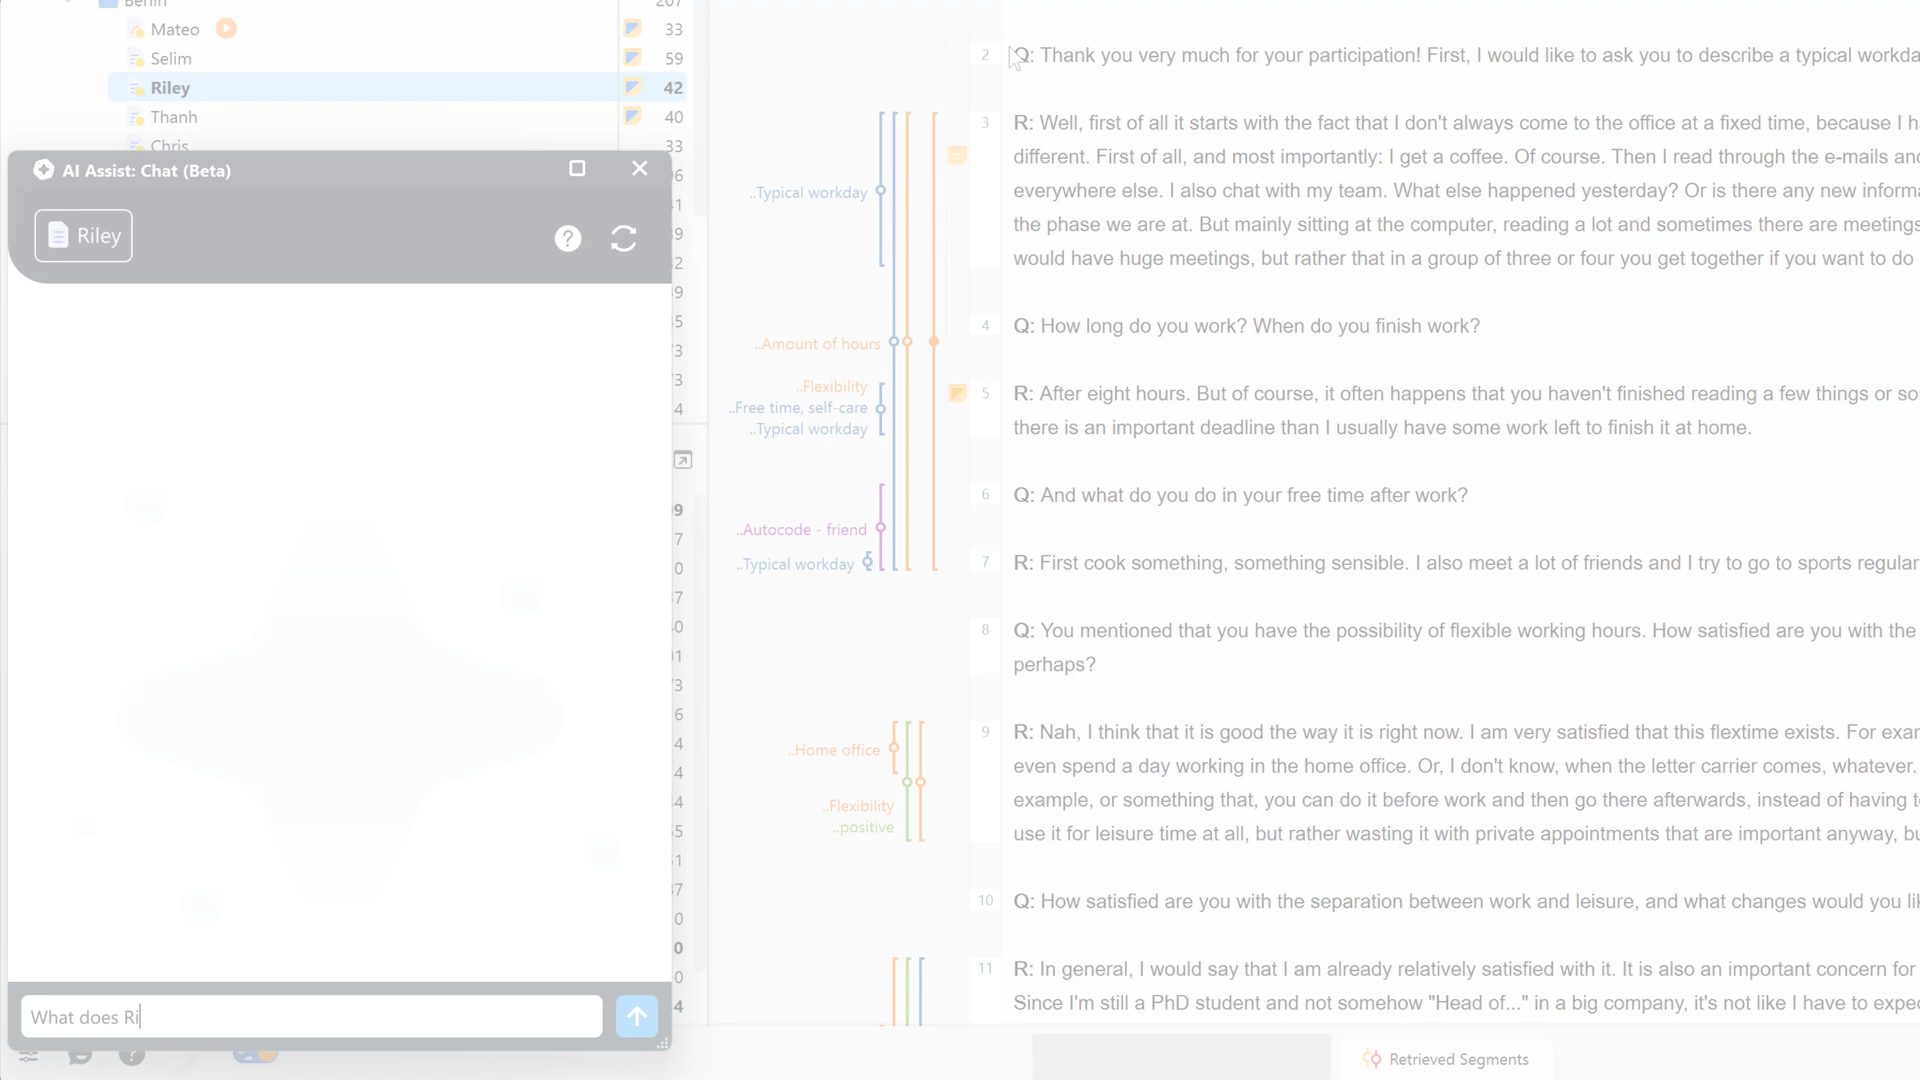 Berlin 207
Mateo 33
Selim 59
Riley 42
Thanh 40
Chris 33
AI Assist: Chat (Beta)
Riley
What does Ri
..Typical workday
..Amount of hours
..Flexibility
..Free time, self-care
..Typical workday
..Autocode - friend
..Typical workday
..Home office
..Flexibility
..positive
2 Q: Thank you very much for your participation! First, I would like to ask you to describe a typical workda
3 R: Well, first of all it starts with the fact that I don't always come to the office at a fixed time, because I h
different. First of all, and most importantly: I get a coffee. Of course. Then I read through the e-mails and
everywhere else. I also chat with my team. What else happened yesterday? Or is there any new informa
the phase we are at. But mainly sitting at the computer, reading a lot and sometimes there are meetings
would have huge meetings, but rather that in a group of three or four you get together if you want to do
4 Q: How long do you work? When do you finish work?
5 R: After eight hours. But of course, it often happens that you haven't finished reading a few things or so
there is an important deadline than I usually have some work left to finish it at home.
6 Q: And what do you do in your free time after work?
7 R: First cook something, something sensible. I also meet a lot of friends and I try to go to sports regular
8 Q: You mentioned that you have the possibility of flexible working hours. How satisfied are you with the
perhaps?
9 R: Nah, I think that it is good the way it is right now. I am very satisfied that this flextime exists. For exar
even spend a day working in the home office. Or, I don't know, when the letter carrier comes, whatever.
example, or something that, you can do it before work and then go there afterwards, instead of having t
use it for leisure time at all, but rather wasting it with private appointments that are important anyway, bu
10 Q: How satisfied are you with the separation between work and leisure, and what changes would you lik
11 R: In general, I would say that I am already relatively satisfied with it. It is also an important concern for
Since I'm still a PhD student and not somehow "Head of..." in a big company, it's not like I have to expec
Retrieved Segments